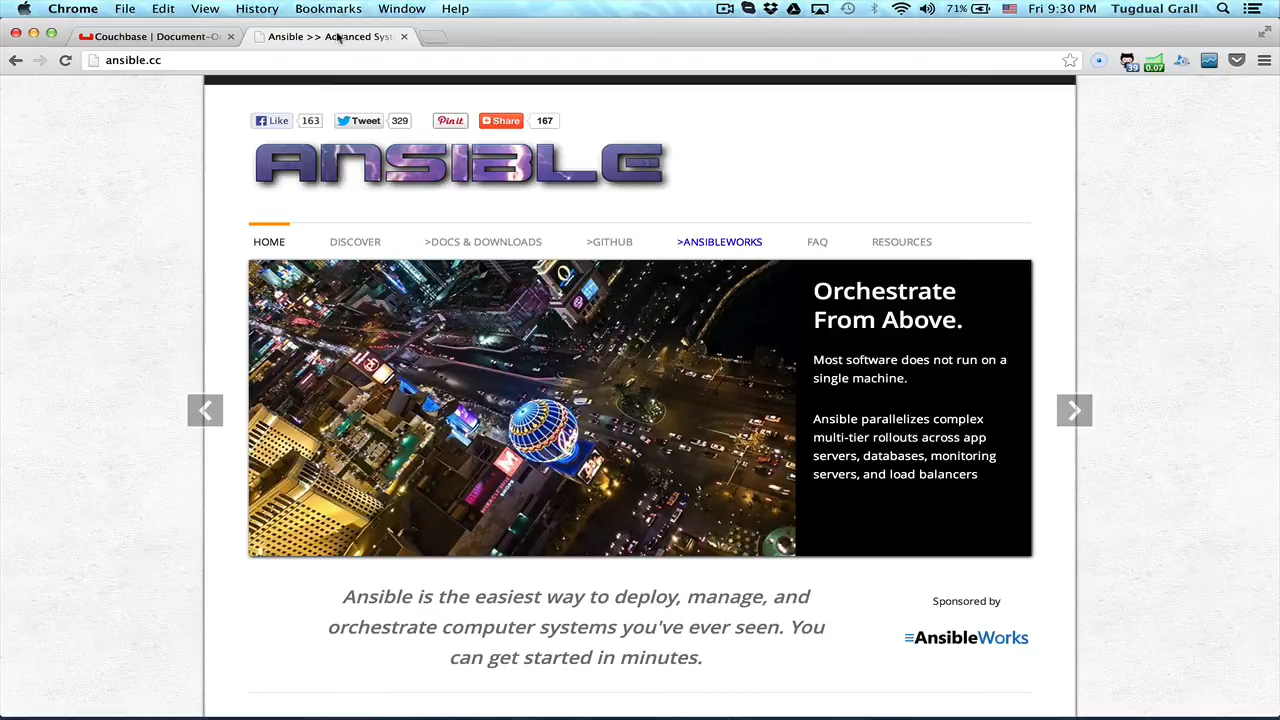 Chrome File Edit View History Bookmarks Window Help 71% Fri 9:30 PM Tugdual Grall
Couchbase | Document-O Ansible >> Advanced Syst
ansible.cc 39 0.07
Like 163 Tweet 329 Pin it Share 167
ANSIBLE
HOME DISCOVER >DOCS & DOWNLOADS >GITHUB >ANSIBLEWORKS FAQ RESOURCES
Orchestrate
From Above.
Most software does not run on a
single machine.
Ansible parallelizes complex
multi-tier rollouts across app
servers, databases, monitoring
servers, and load balancers
Ansible is the easiest way to deploy, manage, and
orchestrate computer systems you've ever seen. You
can get started in minutes.
Sponsored by
AnsibleWorks